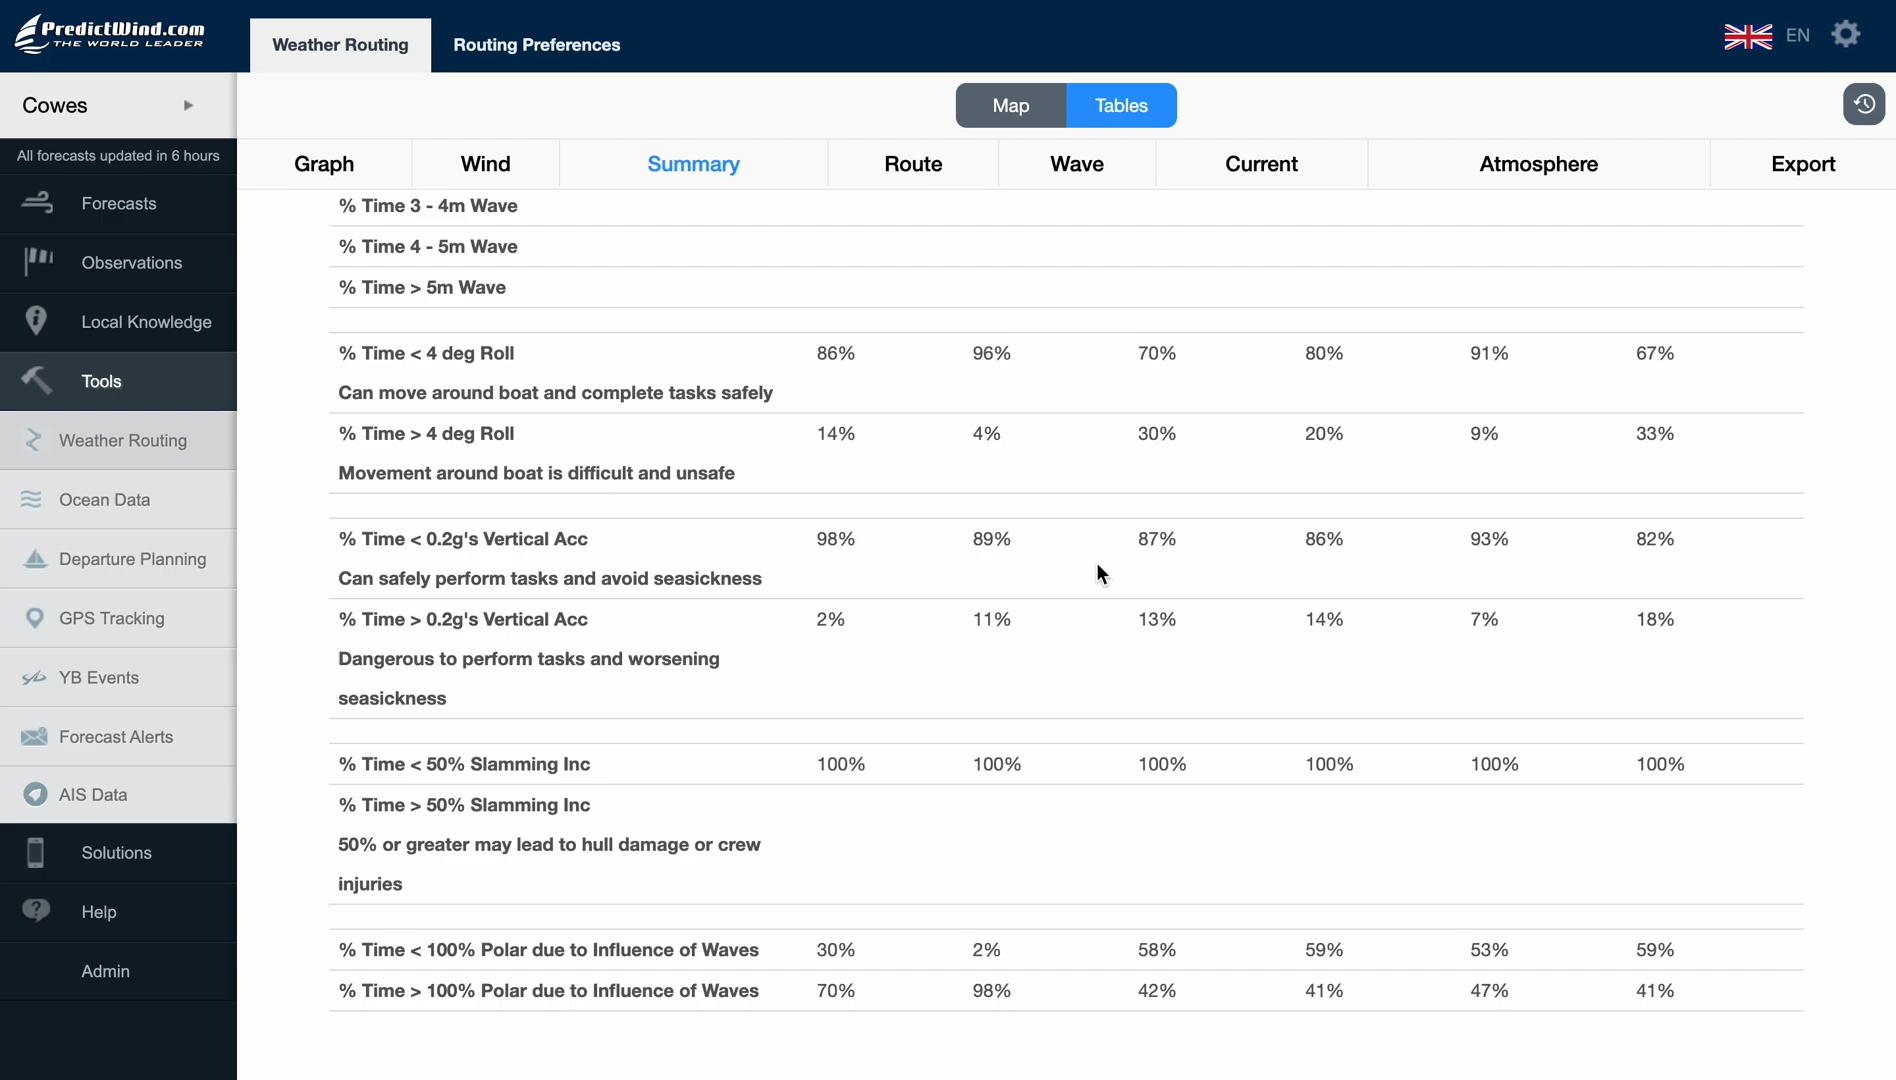 PredictWind.com
THE WORLD LEADER
Weather Routing
Routing Preferences
EN
Cowes
Map
Tables
All forecasts updated in 6 hours
Graph
Wind
Summary
Route
Wave
Current
Atmosphere
Export
Forecasts
Observations
Local Knowledge
Tools
Weather Routing
Ocean Data
Departure Planning
GPS Tracking
YB Events
Forecast Alerts
AIS Data
Solutions
Help
Admin
% Time 3 - 4m Wave
% Time 4 - 5m Wave
% Time > 5m Wave
% Time < 4 deg Roll 86% 96% 70% 80% 91% 67%
Can move around boat and complete tasks safely
% Time > 4 deg Roll 14% 4% 30% 20% 9% 33%
Movement around boat is difficult and unsafe
% Time < 0.2g's Vertical Acc 98% 89% 87% 86% 93% 82%
Can safely perform tasks and avoid seasickness
% Time > 0.2g's Vertical Acc 2% 11% 13% 14% 7% 18%
Dangerous to perform tasks and worsening
seasickness
% Time < 50% Slamming Inc 100% 100% 100% 100% 100% 100%
% Time > 50% Slamming Inc
50% or greater may lead to hull damage or crew
injuries
% Time < 100% Polar due to Influence of Waves 30% 2% 58% 59% 53% 59%
% Time > 100% Polar due to Influence of Waves 70% 98% 42% 41% 47% 41%